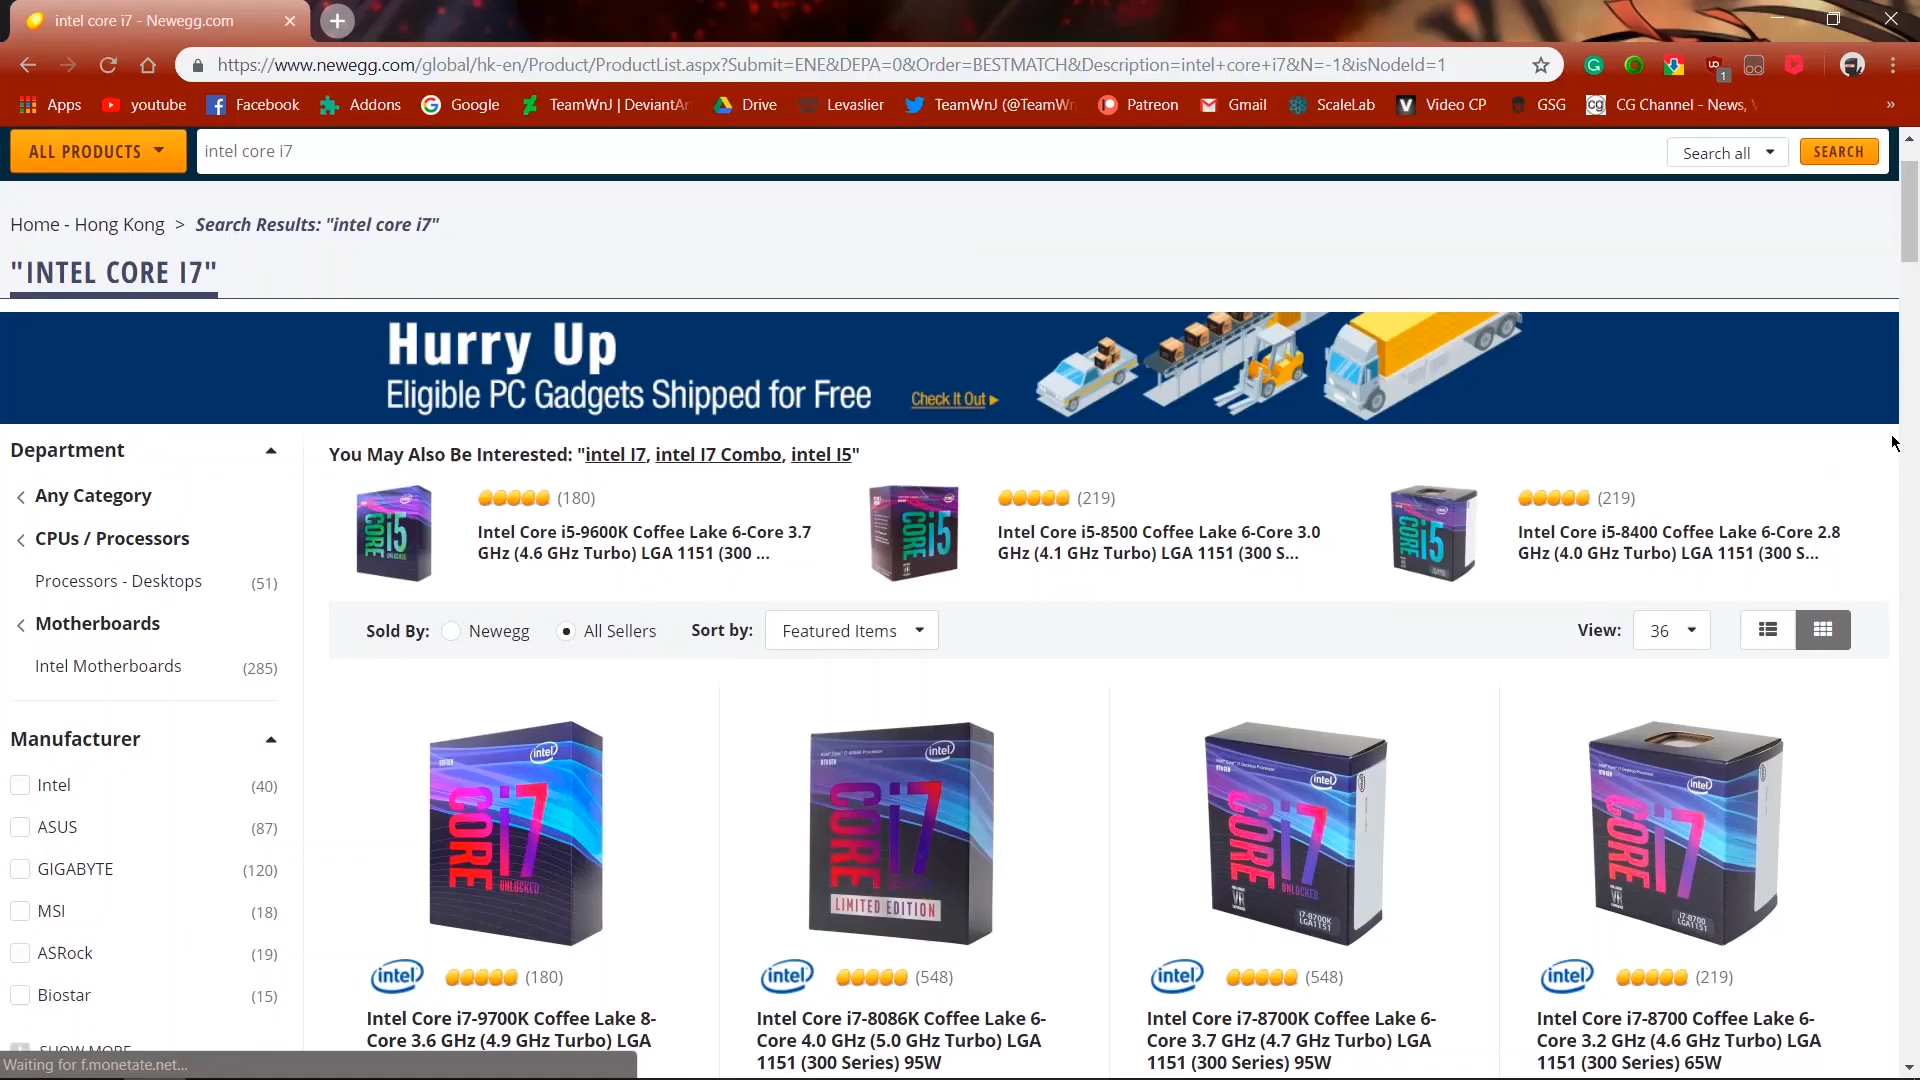 intel core i7 - Newegg.com
https://www.newegg.com/global/hk-en/Product/ProductList.aspx?Submit=ENE&DEPA=0&Order=BESTMATCH&Description=intel+core+i7&N=-1&isNodeId=1
Apps youtube Facebook Addons Google TeamWnJ | DeviantAr Drive Levaslier TeamWnJ (@TeamWr Patreon Gmail ScaleLab Video CP GSG CG Channel - News, \ »
ALL PRODUCTS intel core i7 Search all SEARCH
Home - Hong Kong > Search Results: "intel core i7"
"INTEL CORE I7"
Hurry Up
Eligible PC Gadgets Shipped for Free Check It Out
Department
Any Category
CPUs / Processors
Processors - Desktops (51)
Motherboards
Intel Motherboards (285)
Manufacturer
Intel (40)
ASUS (87)
GIGABYTE (120)
MSI (18)
ASRock (19)
Biostar (15)
SHOW MORE
Waiting for f.monetate.net...
You May Also Be Interested: "intel I7, intel I7 Combo, intel I5"
CORE i5
(180)
Intel Core i5-9600K Coffee Lake 6-Core 3.7
GHz (4.6 GHz Turbo) LGA 1151 (300 ...
CORE i5
(219)
Intel Core i5-8500 Coffee Lake 6-Core 3.0
GHz (4.1 GHz Turbo) LGA 1151 (300 S...
CORE i5
(219)
Intel Core i5-8400 Coffee Lake 6-Core 2.8
GHz (4.0 GHz Turbo) LGA 1151 (300 S...
Sold By: Newegg All Sellers Sort by: Featured Items View: 36
intel
CORE i7
UNLOCKED
intel (180)
Intel Core i7-9700K Coffee Lake 8-
Core 3.6 GHz (4.9 GHz Turbo) LGA
intel
CORE i7
LIMITED EDITION
intel (548)
Intel Core i7-8086K Coffee Lake 6-
Core 4.0 GHz (5.0 GHz Turbo) LGA
1151 (300 Series) 95W
intel
CORE i7
UNLOCKED
VR
i7-8700K
LGA1151
intel (548)
Intel Core i7-8700K Coffee Lake 6-
Core 3.7 GHz (4.7 GHz Turbo) LGA
1151 (300 Series) 95W
intel
CORE i7
VR
i7-8700
LGA1151
intel (219)
Intel Core i7-8700 Coffee Lake 6-
Core 3.2 GHz (4.6 GHz Turbo) LGA
1151 (300 Series) 65W